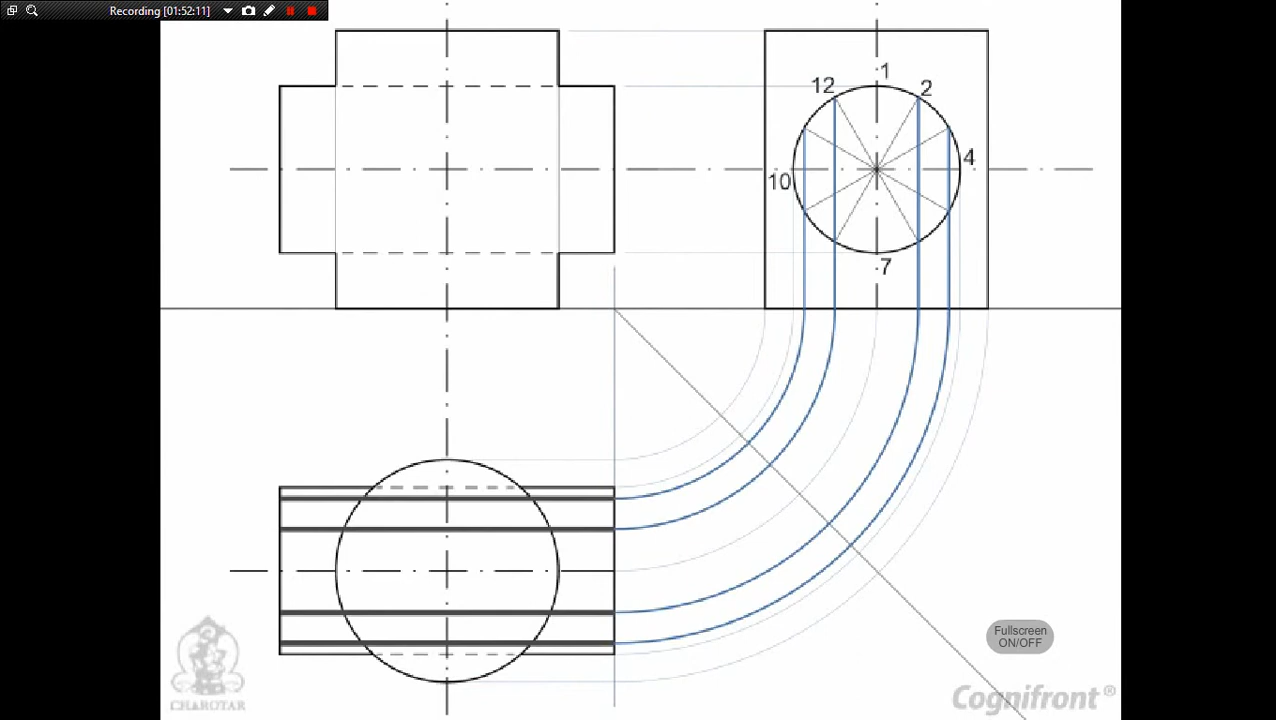 Recording [01:52:11]
1
12
2
4
10
7
Fullscreen
ON/OFF
CHAROTAR
Cognifront®